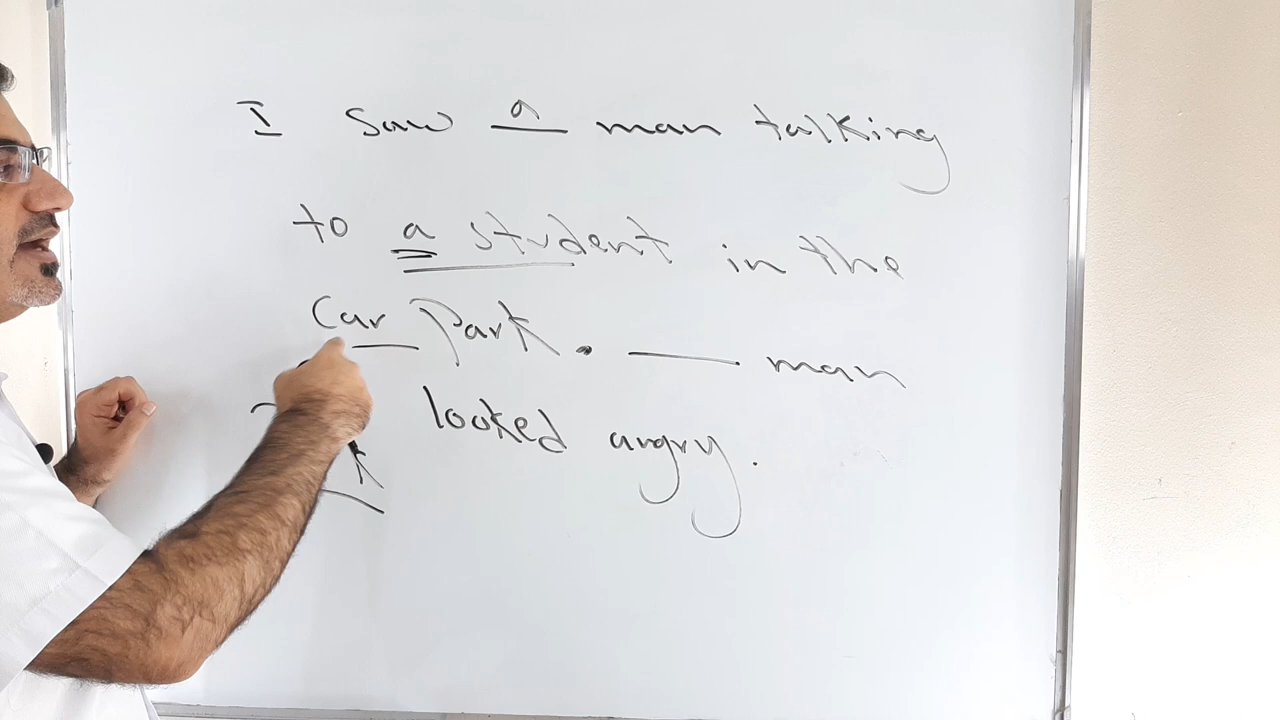 I saw a man talking
to a student in the
Car Park. ___ man
looked angry.